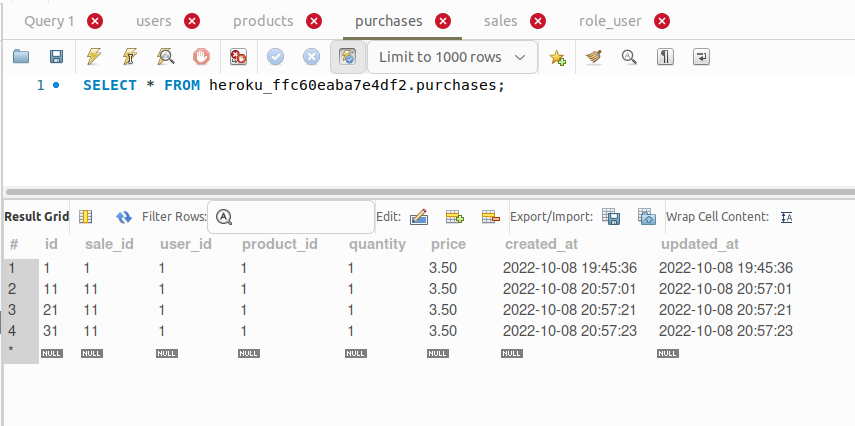 Query 1 users products purchases sales role_user
Limit to 1000 rows
1 SELECT * FROM heroku_ffc60eaba7e4df2.purchases;
Result Grid Filter Rows: Edit: Export/Import: Wrap Cell Content:
# id sale_id user_id product_id quantity price created_at updated_at
1 1 1 1 1 1 3.50 2022-10-08 19:45:36 2022-10-08 19:45:36
2 11 11 1 1 1 3.50 2022-10-08 20:57:01 2022-10-08 20:57:01
3 21 11 1 1 1 3.50 2022-10-08 20:57:21 2022-10-08 20:57:21
4 31 11 1 1 1 3.50 2022-10-08 20:57:23 2022-10-08 20:57:23
* NULL NULL NULL NULL NULL NULL NULL NULL